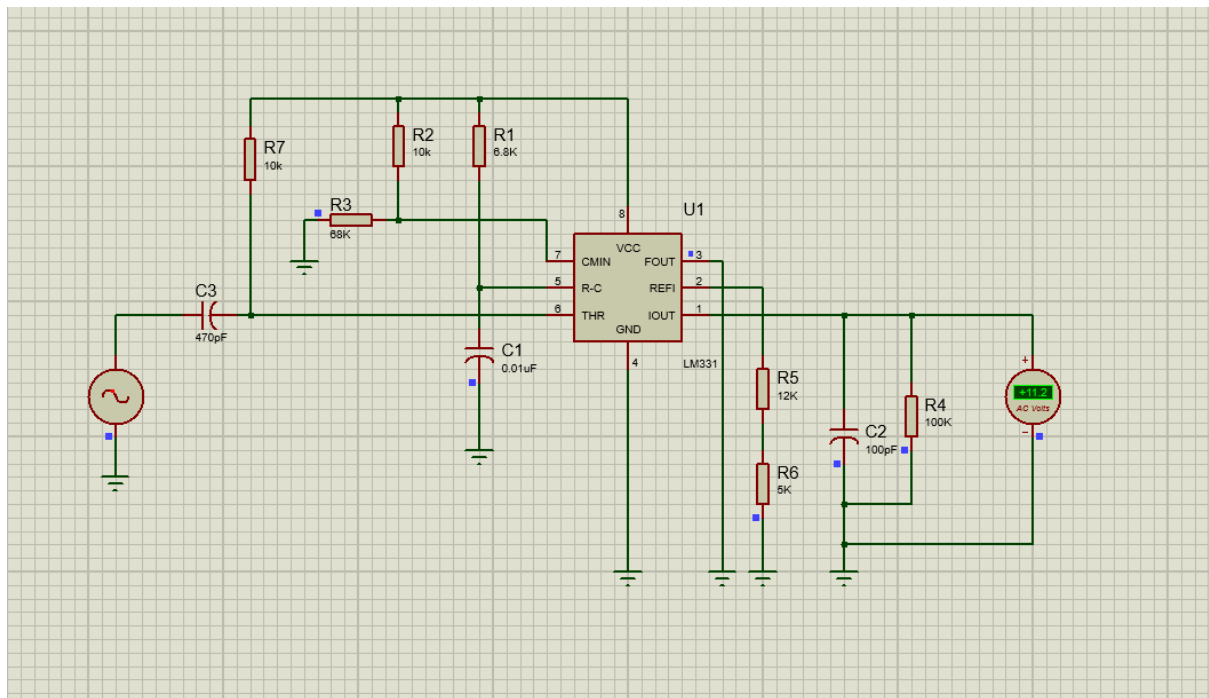 R7
10k
R2
10k
R1
6.8K
R3
68K
C3
470pF
C1
0.01uF
U1
8
VCC
7
CMIN
FOUT
3
5
R-C
REFI
2
6
THR
IOUT
1
GND
4
LM331
R5
12K
R6
5K
C2
100pF
R4
100K
+
+11.2
AC Volts
−